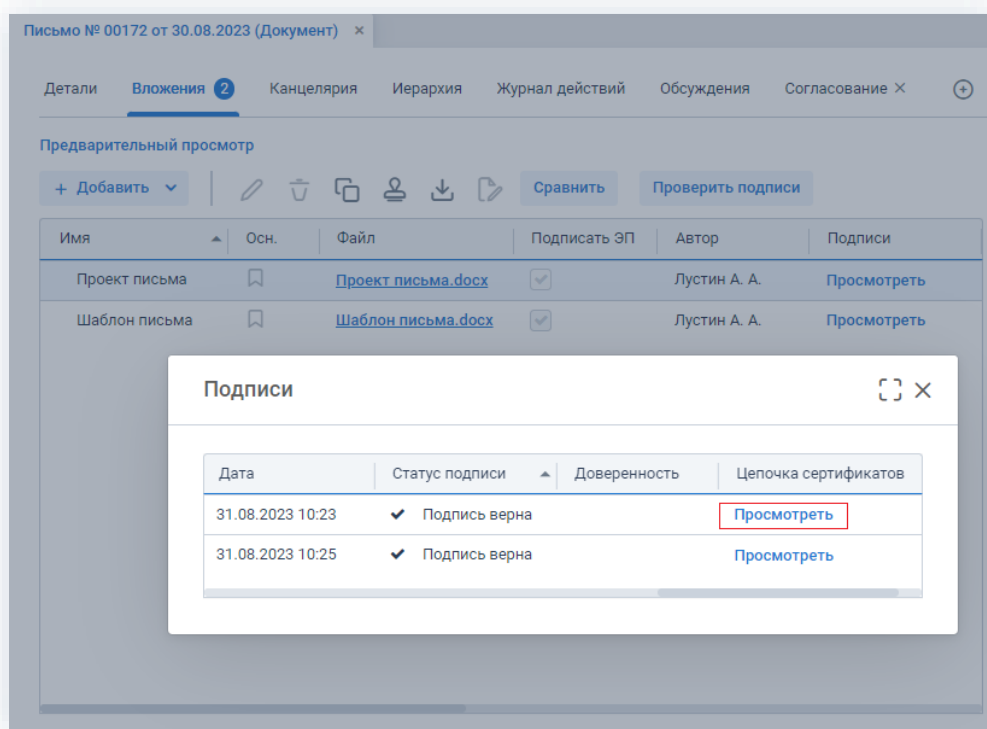 Письмо № 00172 от 30.08.2023 (Документ) ×
Детали Вложения 2 Канцелярия Иерархия Журнал действий Обсуждения Согласование ×
Предварительный просмотр
+ Добавить Сравнить Проверить подписи
Имя Осн. Файл Подписать ЭП Автор Подписи
Проект письма Проект письма.docx Лустин А. А. Просмотреть
Шаблон письма Шаблон письма.docx Лустин А. А. Просмотреть
Подписи
Дата Статус подписи Доверенность Цепочка сертификатов
31.08.2023 10:23 Подпись верна Просмотреть
31.08.2023 10:25 Подпись верна Просмотреть